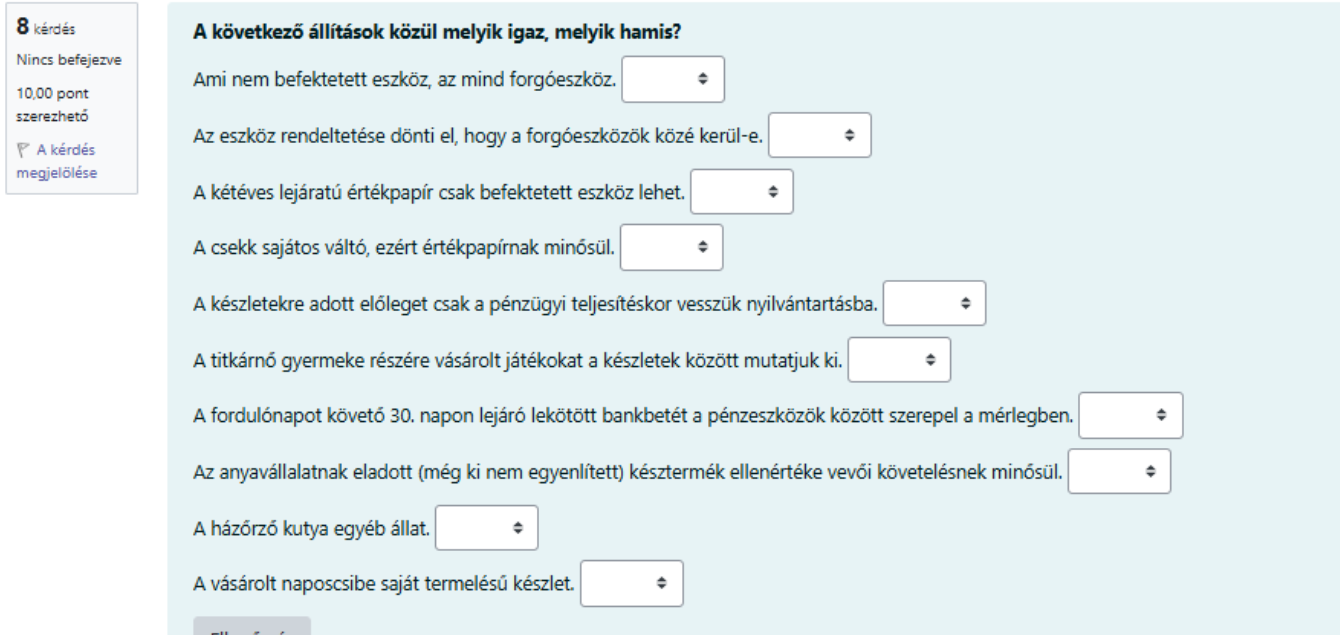 8 kérdés
Nincs befejezve
10,00 pont
szerezhető
A kérdés
megjelölése
A következő állítások közül melyik igaz, melyik hamis?
Ami nem befektetett eszköz, az mind forgóeszköz.
Az eszköz rendeltetése dönti el, hogy a forgóeszközök közé kerül-e.
A kétéves lejáratú értékpapír csak befektetett eszköz lehet.
A csekk sajátos váltó, ezért értékpapírnak minősül.
A készletekre adott előleget csak a pénzügyi teljesítéskor vesszük nyilvántartásba.
A titkárnő gyermeke részére vásárolt játékokat a készletek között mutatjuk ki.
A fordulónapot követő 30. napon lejáró lekötött bankbetét a pénzeszközök között szerepel a mérlegben.
Az anyavállalatnak eladott (még ki nem egyenlített) késztermék ellenértéke vevői követelésnek minősül.
A házőrző kutya egyéb állat.
A vásárolt naposcsibe saját termelésű készlet.